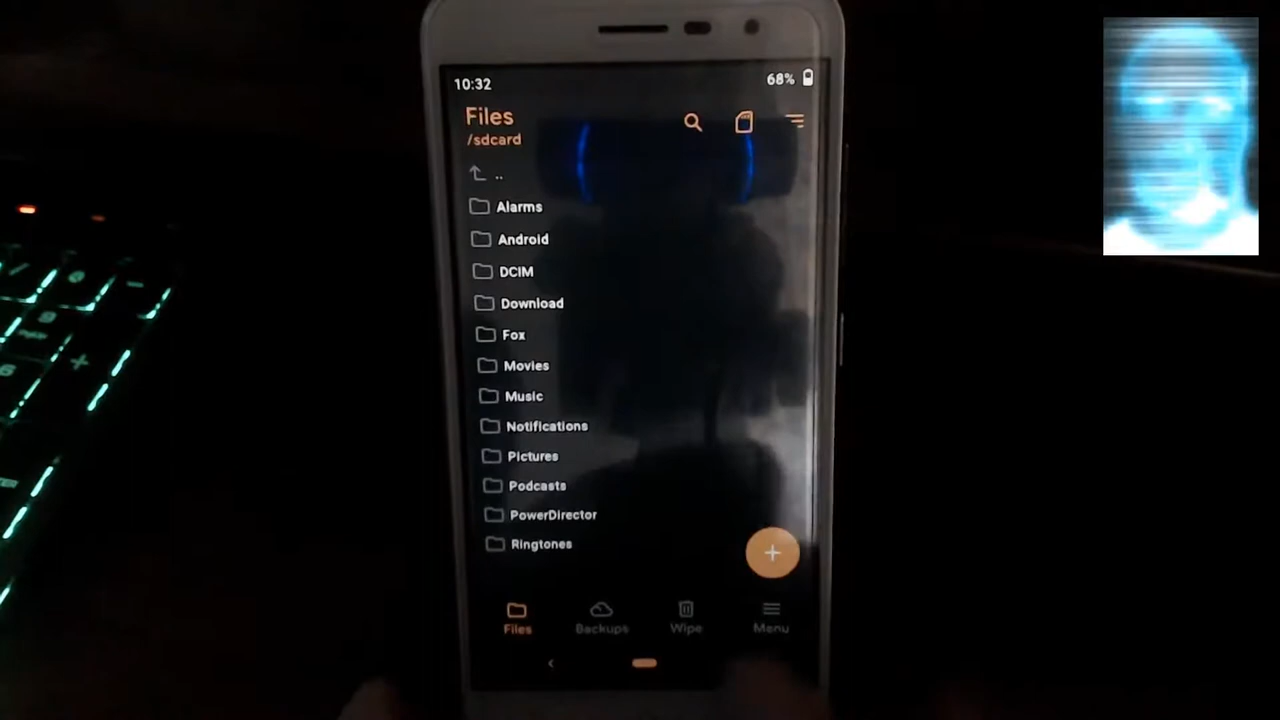 10:32
68%
Files
/sdcard
..
Alarms
Android
DCIM
Download
Fox
Movies
Music
Notifications
Pictures
Podcasts
PowerDirector
Ringtones
+
Files
Backups
Wipe
Menu